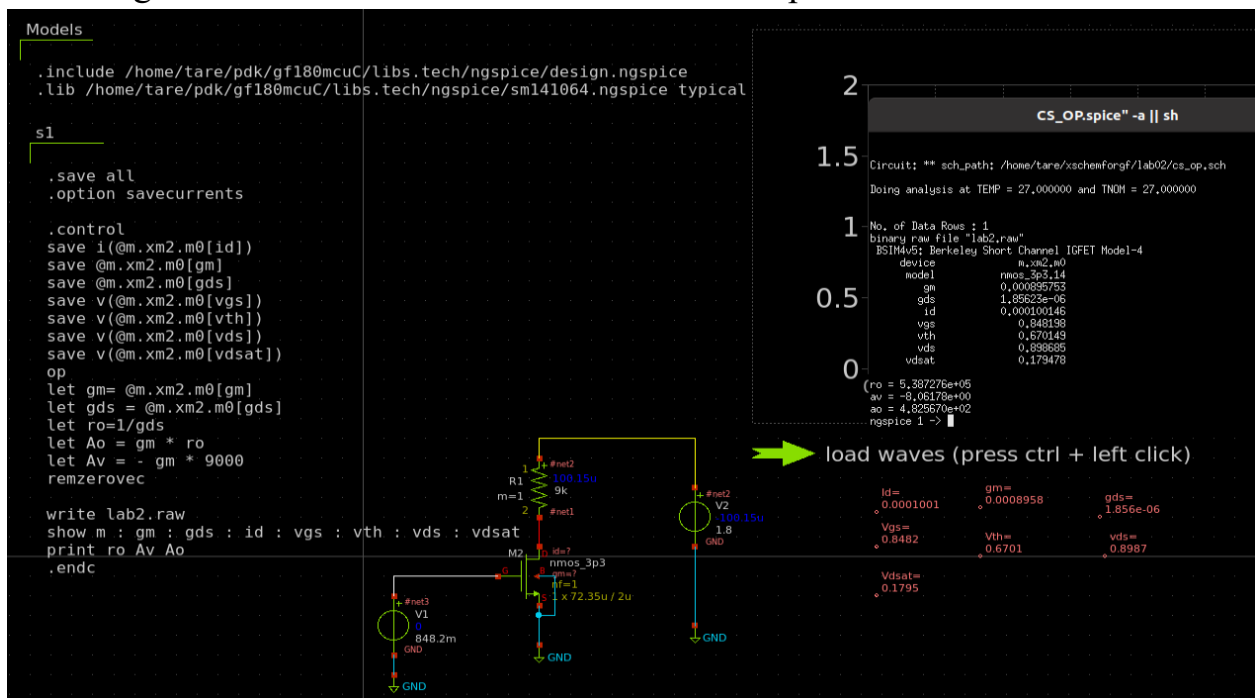 Models
.include /home/tare/pdk/gf180mcuC/libs.tech/ngspice/design.ngspice
.lib /home/tare/pdk/gf180mcuC/libs.tech/ngspice/sm141064.ngspice typical
s1
.save all
.option savecurrents
.control
save i(@m.xm2.m0[id])
save @m.xm2.m0[gm]
save @m.xm2.m0[gds]
save v(@m.xm2.m0[vgs])
save v(@m.xm2.m0[vth])
save v(@m.xm2.m0[vds])
save v(@m.xm2.m0[vdsat])
op
let gm= @m.xm2.m0[gm]
let gds = @m.xm2.m0[gds]
let ro=1/gds
let Ao = gm * ro
let Av = - gm * 9000
remzerovec
write lab2.raw
show m : gm : gds : id : vgs : vth : vds : vdsat
print ro Av Ao
.endc
2
1.5
1
0.5
0
CS_OP.spice" -a || sh
Circuit: ** sch_path: /home/tare/xschemforgf/lab02/cs_op.sch
Doing analysis at TEMP = 27.000000 and TNOM = 27.000000
No. of Data Rows : 1
binary raw file "lab2.raw"
BSIM4v5: Berkeley Short Channel IGFET Model-4
device m.xm2.m0
model nmos_3p3.14
gm 0.000895753
gds 1.85623e-06
id 0.000100146
vgs 0.848198
vth 0.670149
vds 0.898685
vdsat 0.179478
ro = 5.387276e+05
av = -8.06178e+00
ao = 4.825670e+02
ngspice 1 ->
load waves (press ctrl + left click)
Id=
0.0001001
gm=
0.0008958
gds=
1.856e-06
Vgs=
0.8482
Vth=
0.6701
vds=
0.8987
Vdsat=
0.1795
1
+ #net2
R1
100.15u
m=1
9k
2
#net1
+ #net2
V2
-100.15u
1.8
GND
GND
M2
D
id=?
nmos_3p3
G
B
gm=?
nf=1
S
1 x 72.35u / 2u
GND
+ #net3
V1
0
848.2m
GND
GND